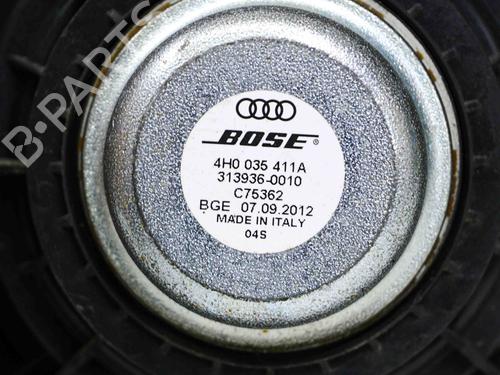 B-PARTS
BOSE®
4H0 035 411A
313936-0010
C75362
BGE 07.09.2012
MADE IN ITALY
04S